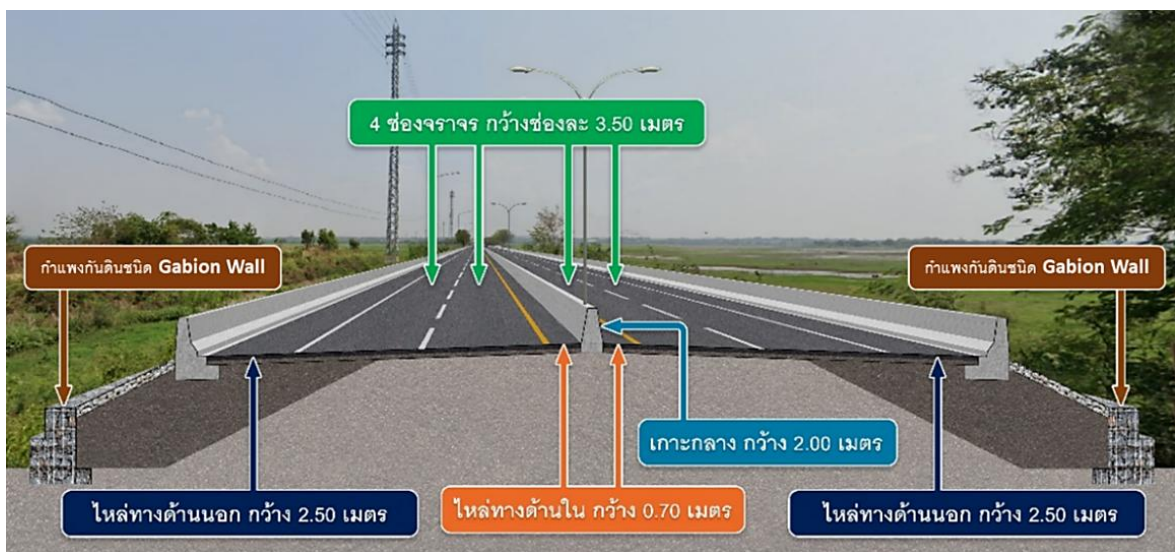 4 ช่องจราจร กว้างช่องละ 3.50 เมตร
กำแพงกันดินชนิด Gabion Wall
กำแพงกันดินชนิด Gabion Wall
เกาะกลาง กว้าง 2.00 เมตร
ไหล่ทางด้านนอก กว้าง 2.50 เมตร
ไหล่ทางด้านใน กว้าง 0.70 เมตร
ไหล่ทางด้านนอก กว้าง 2.50 เมตร